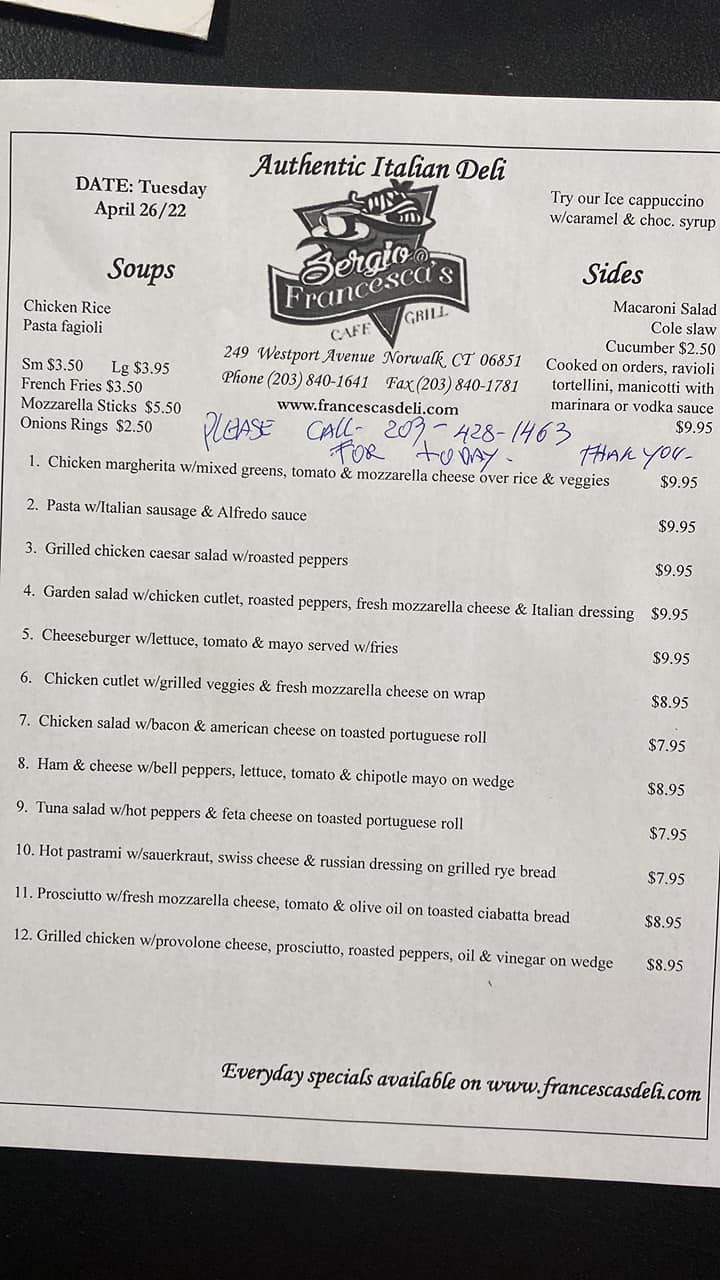 Authentic Italian Deli
DATE: Tuesday
April 26/22
Try our Ice cappuccino
w/caramel & choc. syrup
Sergio @
Francesca's
CAFE GRILL
Soups
Chicken Rice
Pasta fagioli
Sm $3.50 Lg $3.95
French Fries $3.50
Mozzarella Sticks $5.50
Onions Rings $2.50
249 Westport Avenue Norwalk, CT 06851
Phone (203) 840-1641 Fax (203) 840-1781
www.francescasdeli.com
Sides
Macaroni Salad
Cole slaw
Cucumber $2.50
Cooked on orders, ravioli
tortellini, manicotti with
marinara or vodka sauce
$9.95
PLEASE CALL- 203-428-1463
FOR TODAY. THANK YOU-
1. Chicken margherita w/mixed greens, tomato & mozzarella cheese over rice & veggies $9.95
2. Pasta w/Italian sausage & Alfredo sauce $9.95
3. Grilled chicken caesar salad w/roasted peppers $9.95
4. Garden salad w/chicken cutlet, roasted peppers, fresh mozzarella cheese & Italian dressing $9.95
5. Cheeseburger w/lettuce, tomato & mayo served w/fries $9.95
6. Chicken cutlet w/grilled veggies & fresh mozzarella cheese on wrap $8.95
7. Chicken salad w/bacon & american cheese on toasted portuguese roll $7.95
8. Ham & cheese w/bell peppers, lettuce, tomato & chipotle mayo on wedge $8.95
9. Tuna salad w/hot peppers & feta cheese on toasted portuguese roll $7.95
10. Hot pastrami w/sauerkraut, swiss cheese & russian dressing on grilled rye bread $7.95
11. Prosciutto w/fresh mozzarella cheese, tomato & olive oil on toasted ciabatta bread $8.95
12. Grilled chicken w/provolone cheese, prosciutto, roasted peppers, oil & vinegar on wedge $8.95
Everyday specials available on www.francescasdeli.com